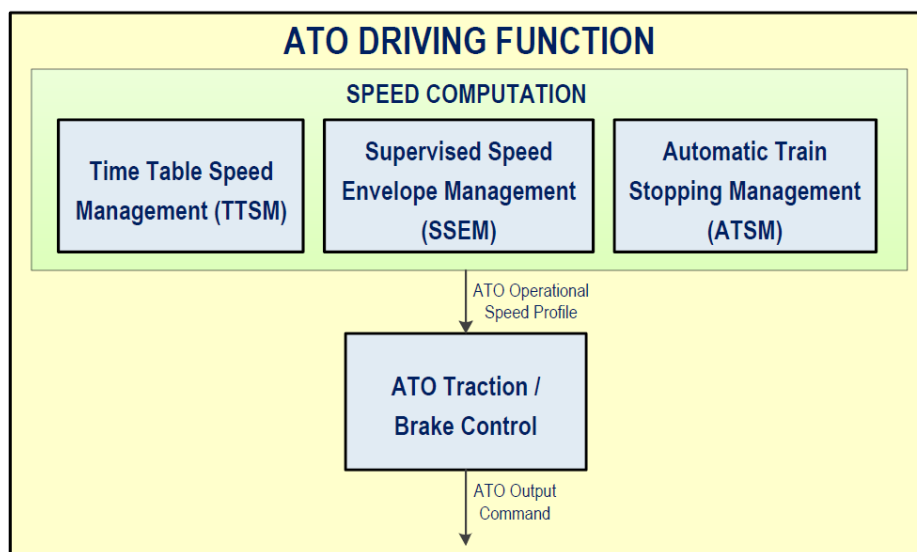 ATO DRIVING FUNCTION
SPEED COMPUTATION
Time Table Speed
Management (TTSM)
Supervised Speed
Envelope Management
(SSEM)
Automatic Train
Stopping Management
(ATSM)
ATO Operational
Speed Profile
ATO Traction /
Brake Control
ATO Output
Command